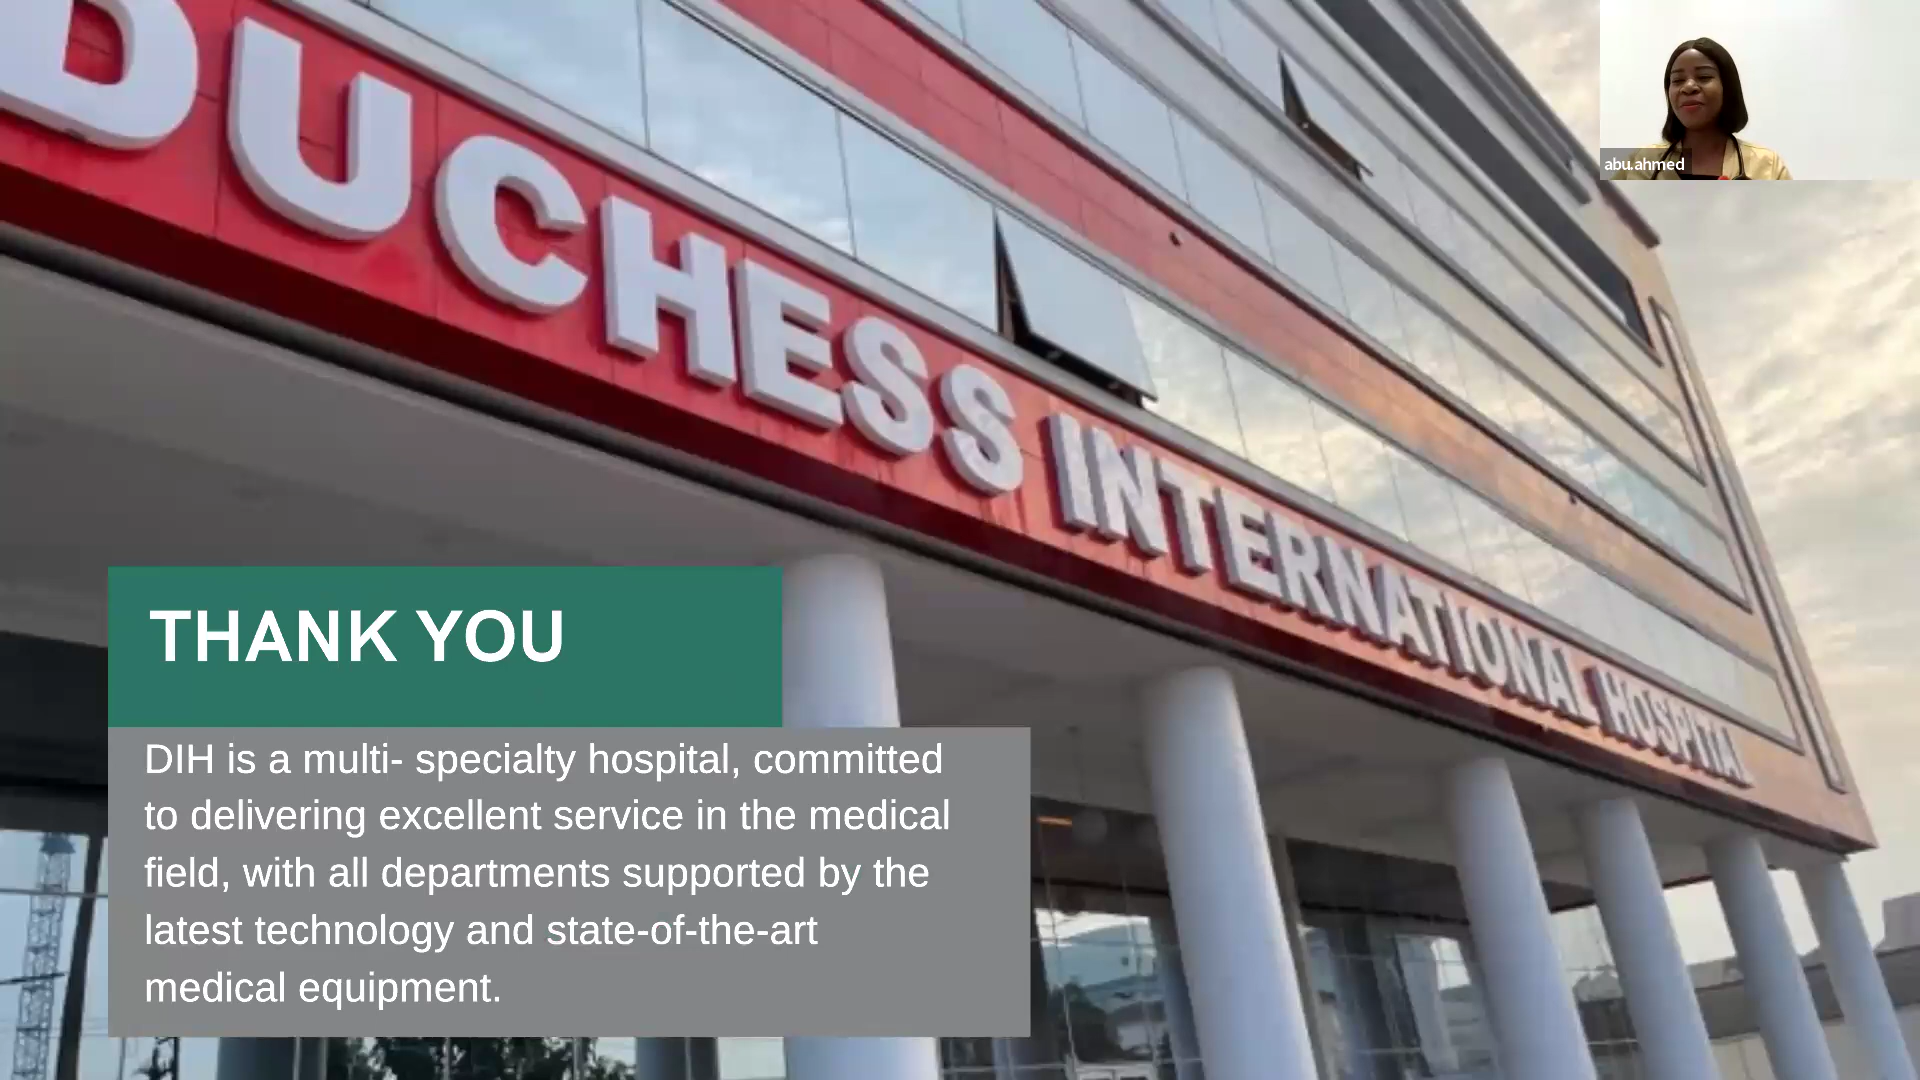 DUCHESS INTERNATIONAL HOSPITAL
abu.ahmed
THANK YOU
DIH is a multi- specialty hospital, committed
to delivering excellent service in the medical
field, with all departments supported by the
latest technology and state-of-the-art
medical equipment.